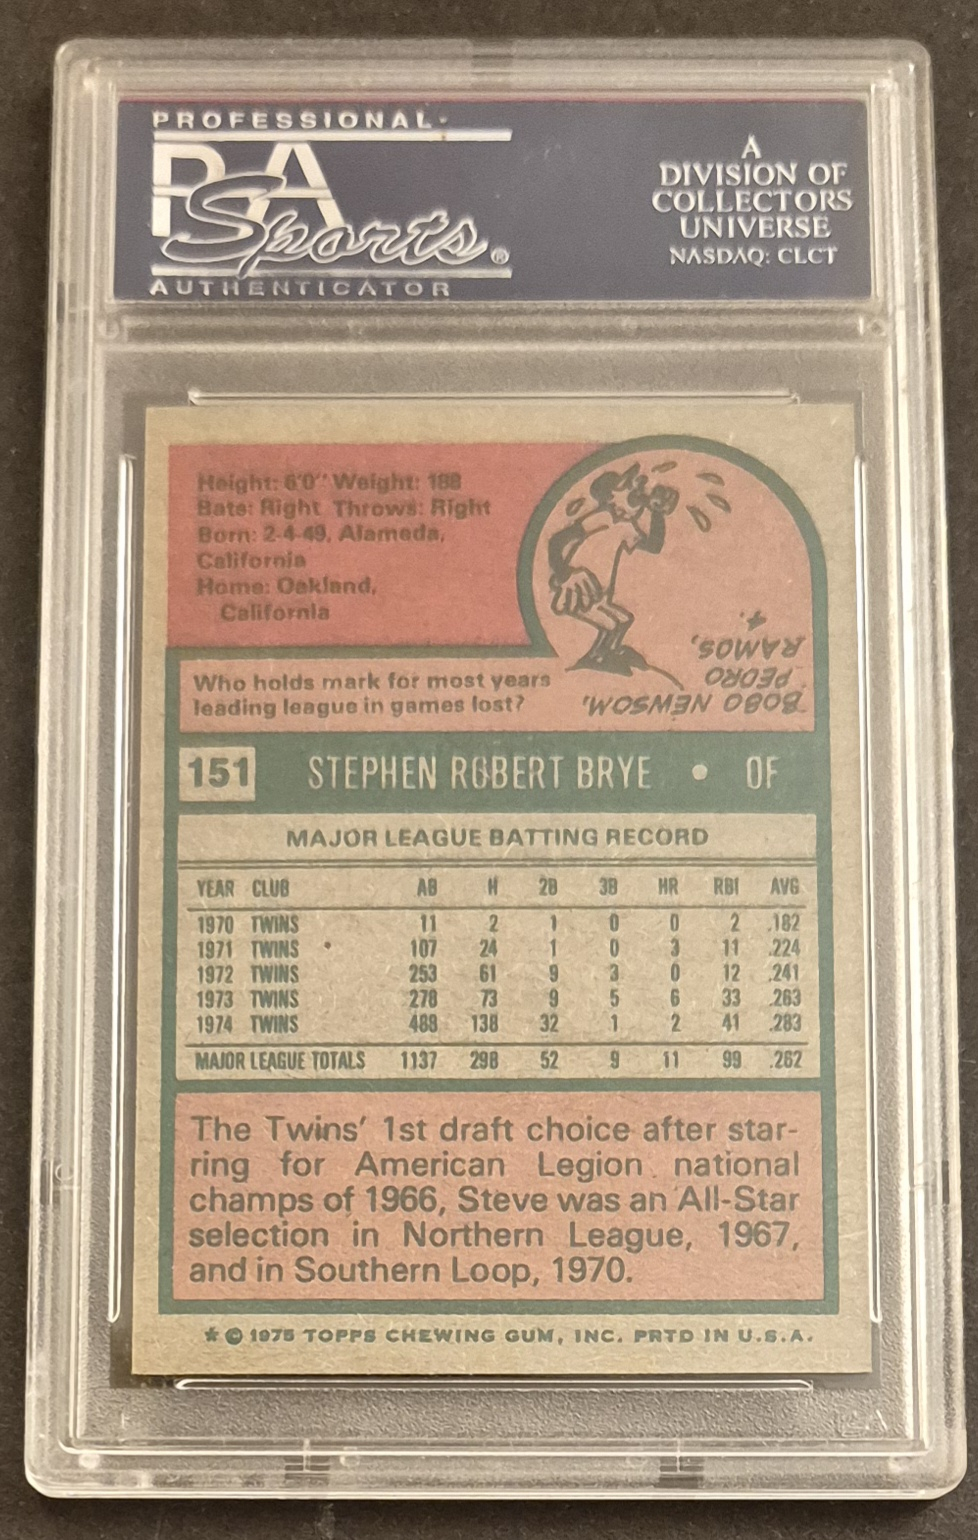 PROFESSIONAL
PSA
Sports®
AUTHENTICATOR
A
DIVISION OF
COLLECTORS
UNIVERSE
NASDAQ: CLCT
Height: 6'0" Weight: 188
Bats: Right Throws: Right
Born: 2-4-49, Alameda,
California
Home: Oakland,
California
Who holds mark for most years
leading league in games lost?
BOBO NEWSOM,
PEDRO
RAMOS,
4.
151 STEPHEN ROBERT BRYE • OF
MAJOR LEAGUE BATTING RECORD
YEAR CLUB AB H 2B 3B HR RBI AVG
1970 TWINS 11 2 1 0 0 2 .182
1971 TWINS 107 24 1 0 3 11 .224
1972 TWINS 253 61 9 3 0 12 .241
1973 TWINS 278 73 9 5 6 33 .263
1974 TWINS 488 138 32 1 2 41 .283
MAJOR LEAGUE TOTALS 1137 298 52 9 11 99 .262
The Twins' 1st draft choice after star-
ring for American Legion national
champs of 1966, Steve was an All-Star
selection in Northern League, 1967,
and in Southern Loop, 1970.
* © 1975 TOPPS CHEWING GUM, INC. PRTD IN U.S.A.